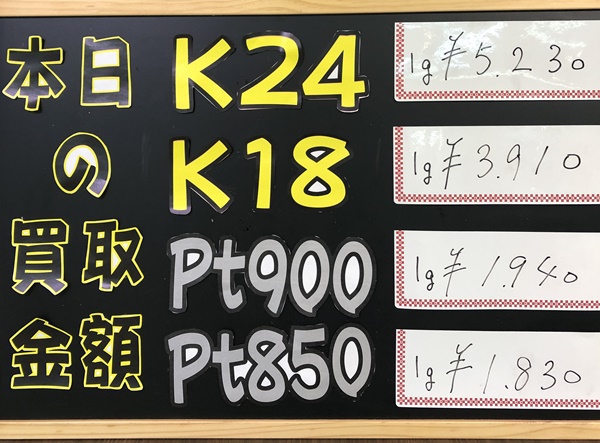 本日
の
買取
金額
K24 1g ¥5.230
K18 1g ¥3.910
Pt900 1g ¥1.940
Pt850 1g ¥1.830